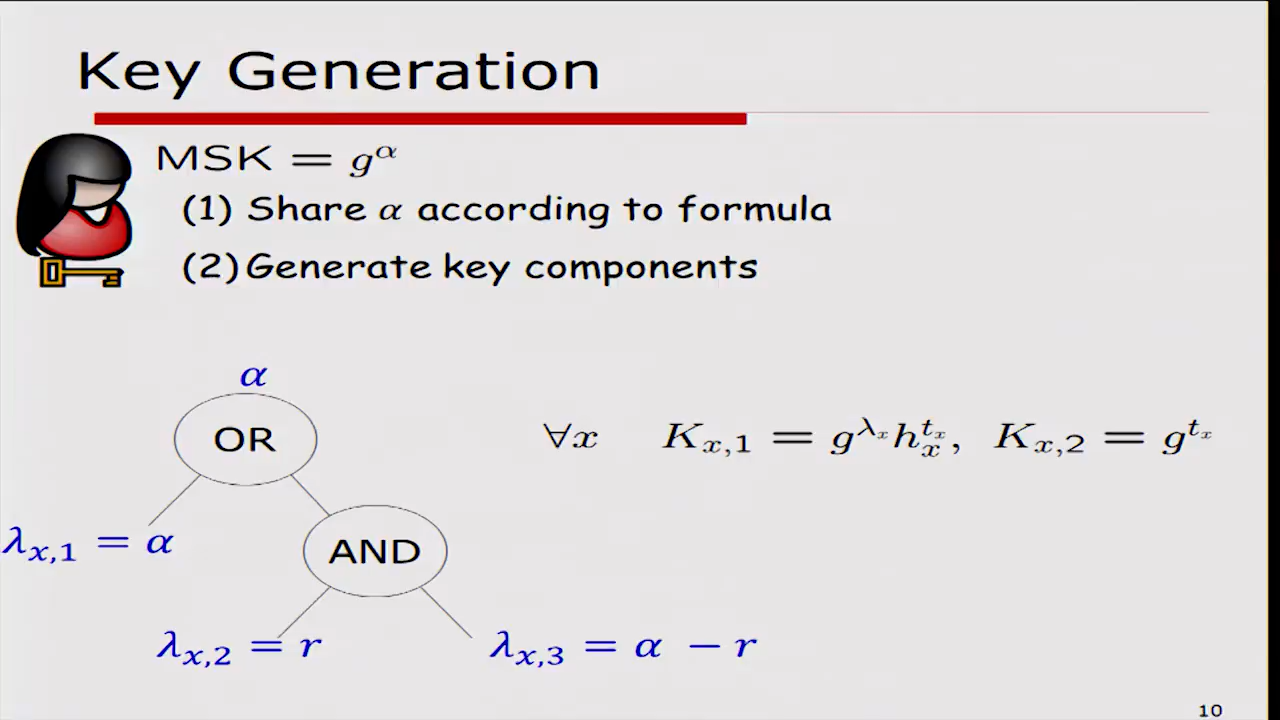 Key Generation
MSK = g^α
(1) Share α according to formula
(2) Generate key components
α
OR
∀x K_{x,1} = g^{λ_x} h_x^{t_x}, K_{x,2} = g^{t_x}
λ_{x,1} = α
AND
λ_{x,2} = r
λ_{x,3} = α − r
10